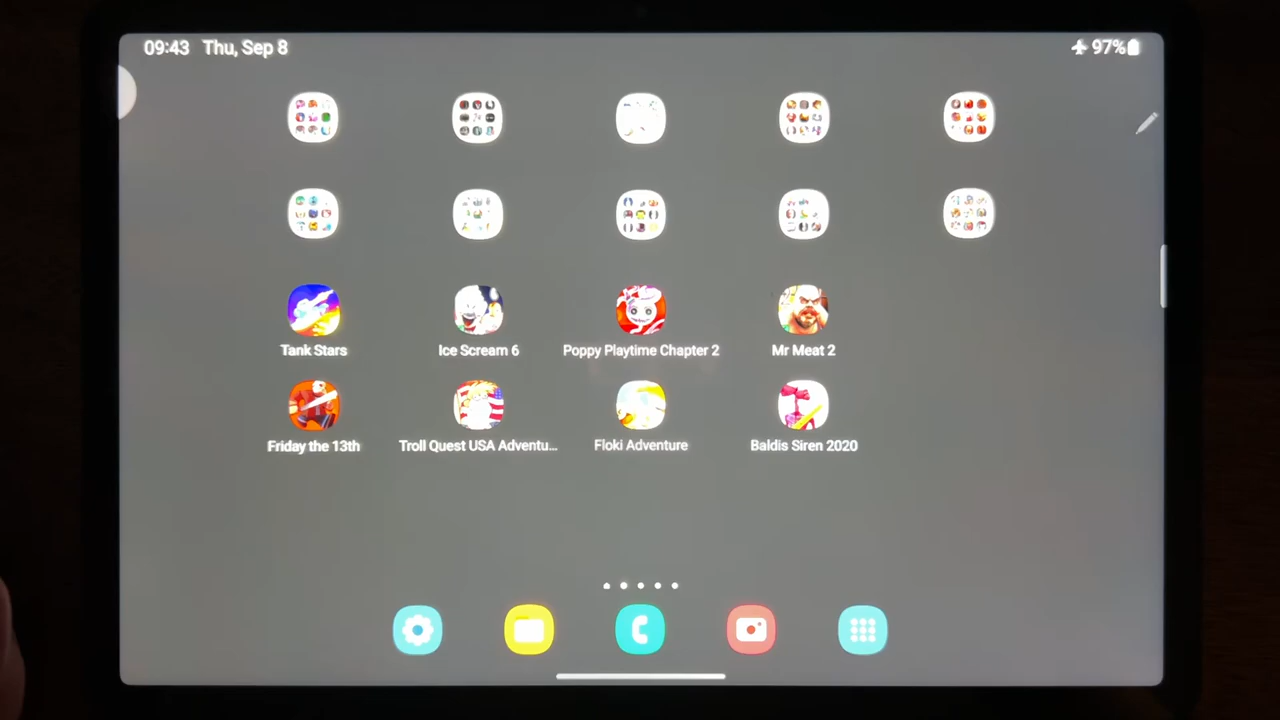 09:43 Thu, Sep 8
97%
Tank Stars
Ice Scream 6
Poppy Playtime Chapter 2
Mr Meat 2
Friday the 13th
Troll Quest USA Adventu...
Floki Adventure
Baldis Siren 2020